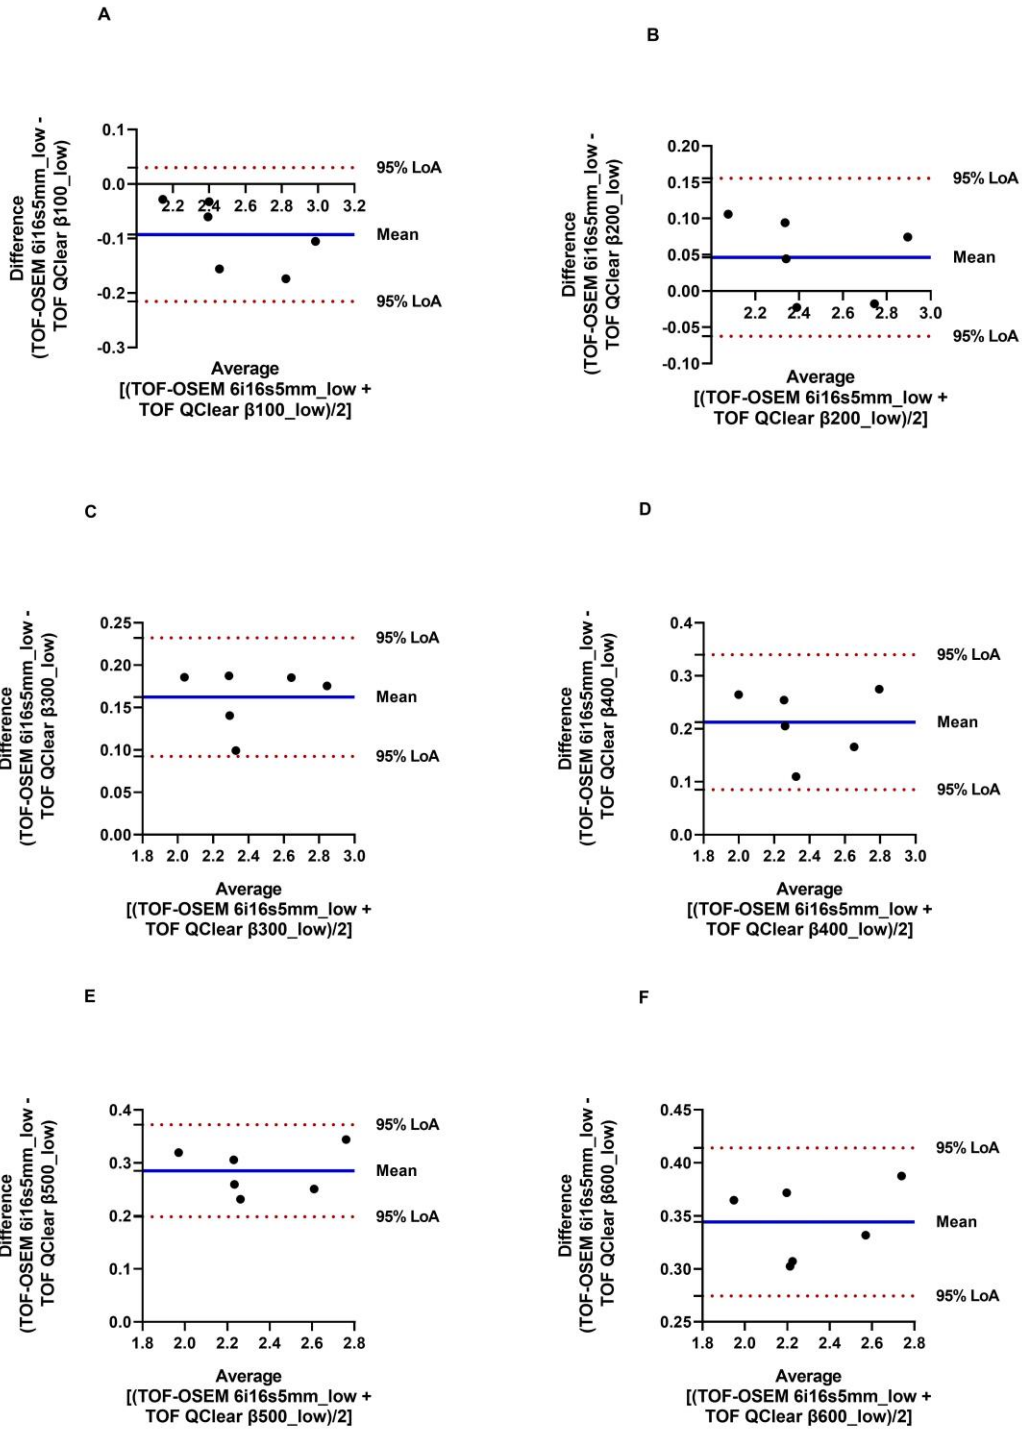 A
Difference
(TOF-OSEM 6i16s5mm_low -
TOF QClear β100_low)
0.1
0.0
-0.1
-0.2
-0.3
2.2 2.4 2.6 2.8 3.0 3.2
95% LoA
Mean
95% LoA
Average
[(TOF-OSEM 6i16s5mm_low +
TOF QClear β100_low)/2]
B
Difference
(TOF-OSEM 6i16s5mm_low -
TOF QClear β200_low)
0.20
0.15
0.10
0.05
0.00
-0.05
-0.10
2.2 2.4 2.6 2.8 3.0
95% LoA
Mean
95% LoA
Average
[(TOF-OSEM 6i16s5mm_low +
TOF QClear β200_low)/2]
C
Difference
(TOF-OSEM 6i16s5mm_low -
TOF QClear β300_low)
0.25
0.20
0.15
0.10
0.05
0.00
1.8 2.0 2.2 2.4 2.6 2.8 3.0
95% LoA
Mean
95% LoA
Average
[(TOF-OSEM 6i16s5mm_low +
TOF QClear β300_low)/2]
D
Difference
(TOF-OSEM 6i16s5mm_low -
TOF QClear β400_low)
0.4
0.3
0.2
0.1
0.0
1.8 2.0 2.2 2.4 2.6 2.8 3.0
95% LoA
Mean
95% LoA
Average
[(TOF-OSEM 6i16s5mm_low +
TOF QClear β400_low)/2]
E
Difference
(TOF-OSEM 6i16s5mm_low -
TOF QClear β500_low)
0.4
0.3
0.2
0.1
0.0
1.8 2.0 2.2 2.4 2.6 2.8
95% LoA
Mean
95% LoA
Average
[(TOF-OSEM 6i16s5mm_low +
TOF QClear β500_low)/2]
F
Difference
(TOF-OSEM 6i16s5mm_low -
TOF QClear β600_low)
0.45
0.40
0.35
0.30
0.25
1.8 2.0 2.2 2.4 2.6 2.8
95% LoA
Mean
95% LoA
Average
[(TOF-OSEM 6i16s5mm_low +
TOF QClear β600_low)/2]